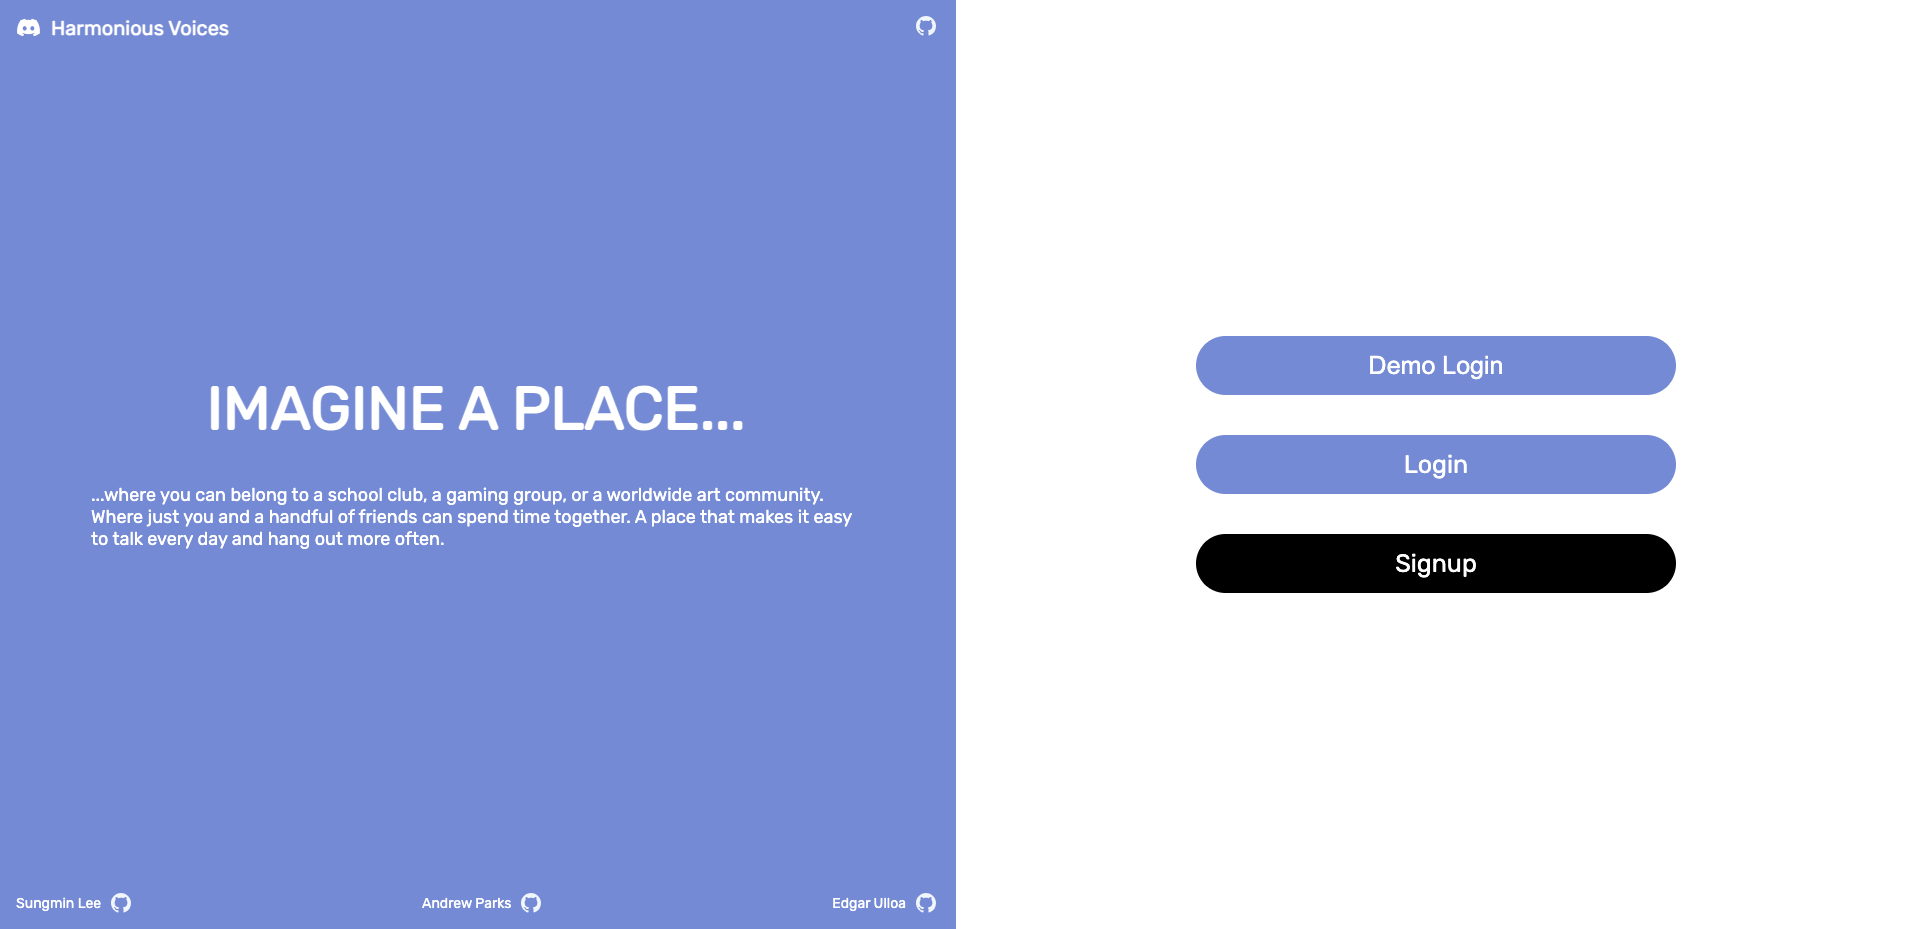 Harmonious Voices
IMAGINE A PLACE...
...where you can belong to a school club, a gaming group, or a worldwide art community.
Where just you and a handful of friends can spend time together. A place that makes it easy
to talk every day and hang out more often.
Sungmin Lee
Andrew Parks
Edgar Ulloa
Demo Login
Login
Signup